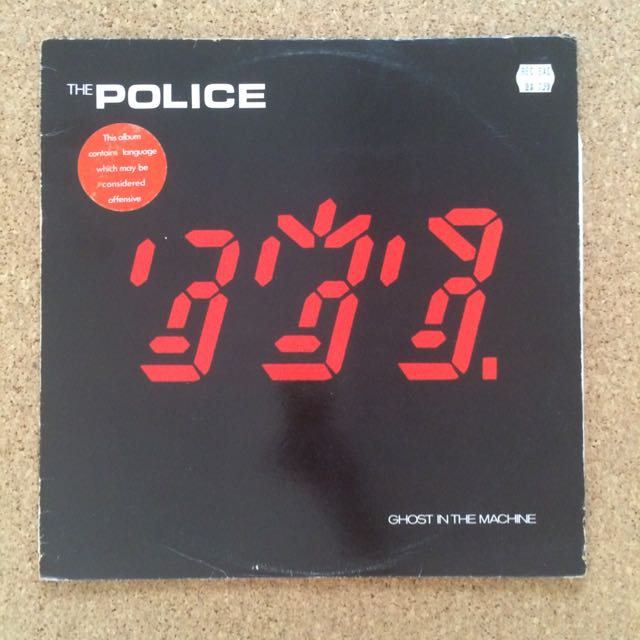 THE POLICE
This album
contains language
which may be
considered
offensive
GHOST IN THE MACHINE